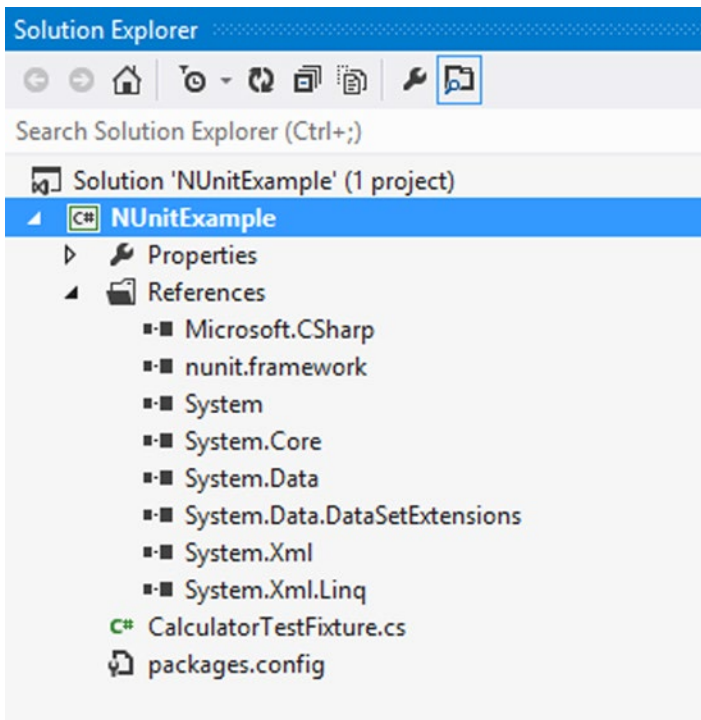 Solution Explorer
Search Solution Explorer (Ctrl+;)
Solution 'NUnitExample' (1 project)
C# NUnitExample
Properties
References
Microsoft.CSharp
nunit.framework
System
System.Core
System.Data
System.Data.DataSetExtensions
System.Xml
System.Xml.Linq
C# CalculatorTestFixture.cs
packages.config